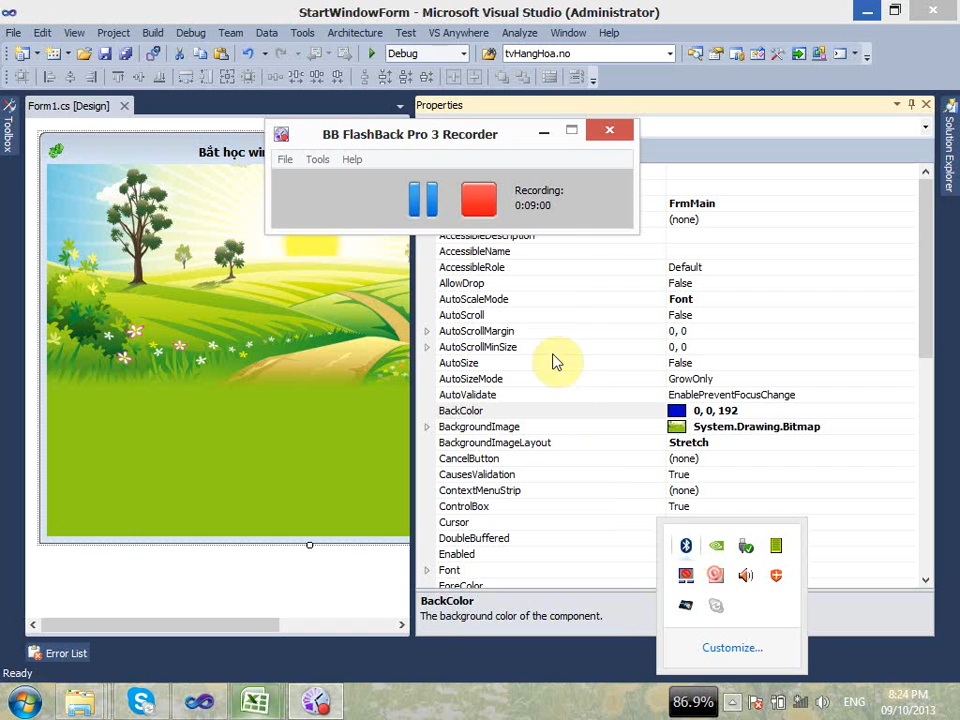 StartWindowForm - Microsoft Visual Studio (Administrator)
File Edit View Project Build Debug Team Data Tools Architecture Test VS Anywhere Analyze Window Help
Debug tvHangHoa.no
Form1.cs [Design]
Properties
Toolbox
Solution Explorer
Bắt học
BB FlashBack Pro 3 Recorder
File Tools Help
Recording:
0:09:00
FrmMain
(none)
AccessibleDescription
AccessibleName
AccessibleRole Default
AllowDrop False
AutoScaleMode Font
AutoScroll False
AutoScrollMargin 0, 0
AutoScrollMinSize 0, 0
AutoSize False
AutoSizeMode GrowOnly
AutoValidate EnablePreventFocusChange
BackColor 0, 0, 192
BackgroundImage System.Drawing.Bitmap
BackgroundImageLayout Stretch
CancelButton (none)
CausesValidation True
ContextMenuStrip (none)
ControlBox True
Cursor
DoubleBuffered
Enabled
Font
ForeColor
BackColor
The background color of the component.
Customize...
Error List
Ready
86.9%
ENG
8:24 PM
09/10/2013